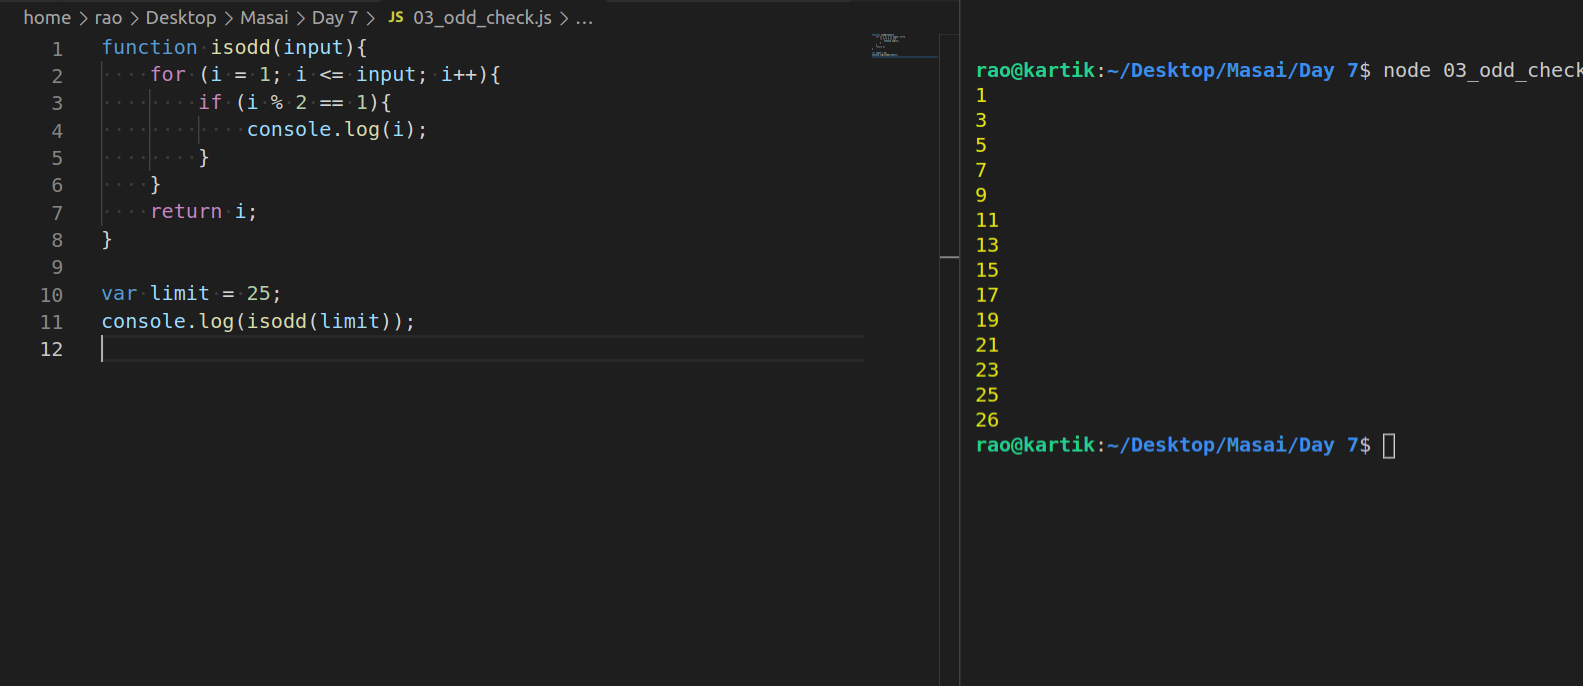 home > rao > Desktop > Masai > Day 7 > JS 03_odd_check.js > ...
1 function isodd(input){
2     for (i = 1; i <= input; i++){
3         if (i % 2 == 1){
4             console.log(i);
5         }
6     }
7     return i;
8 }
9
10 var limit = 25;
11 console.log(isodd(limit));
12
rao@kartik:~/Desktop/Masai/Day 7$ node 03_odd_check
1
3
5
7
9
11
13
15
17
19
21
23
25
26
rao@kartik:~/Desktop/Masai/Day 7$